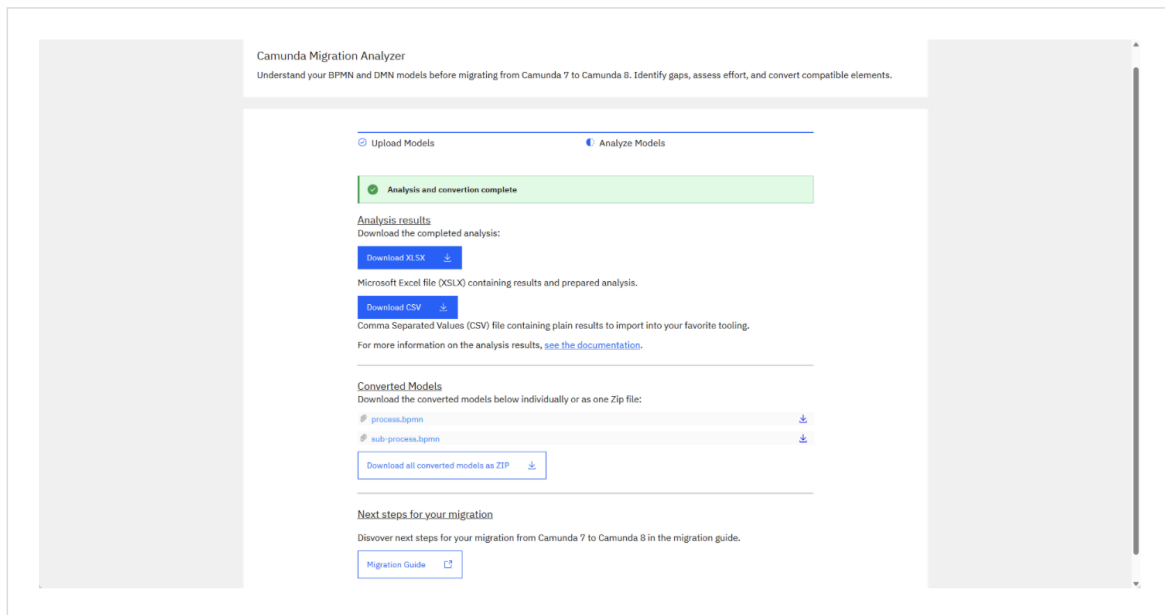 Camunda Migration Analyzer
Understand your BPMN and DMN models before migrating from Camunda 7 to Camunda 8. Identify gaps, assess effort, and convert compatible elements.
Upload Models
Analyze Models
Analysis and convertion complete
Analysis results
Download the completed analysis:
Download XLSX
Microsoft Excel file (XSLX) containing results and prepared analysis.
Download CSV
Comma Separated Values (CSV) file containing plain results to import into your favorite tooling.
For more information on the analysis results, see the documentation.
Converted Models
Download the converted models below individually or as one Zip file:
process.bpmn
sub-process.bpmn
Download all converted models as ZIP
Next steps for your migration
Disvover next steps for your migration from Camunda 7 to Camunda 8 in the migration guide.
Migration Guide